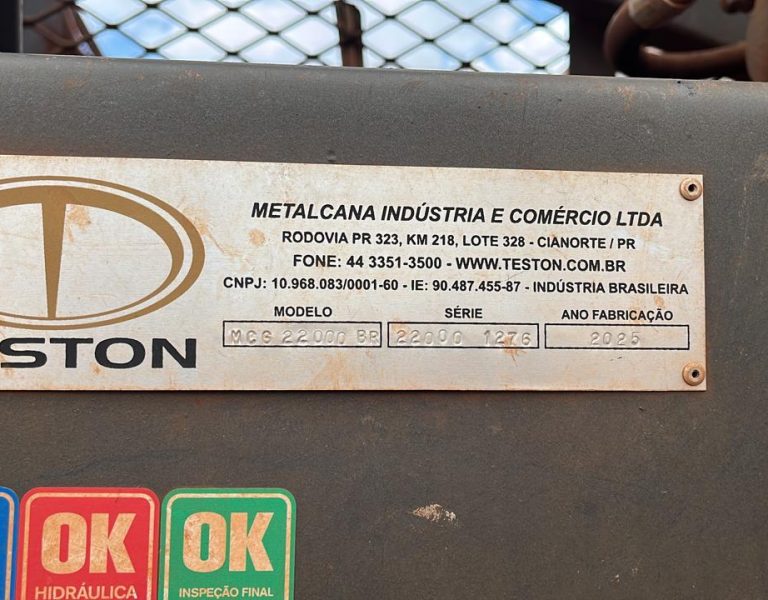 METALCANA INDÚSTRIA E COMÉRCIO LTDA
RODOVIA PR 323, KM 218, LOTE 328 - CIANORTE / PR
FONE: 44 3351-3500 - WWW.TESTON.COM.BR
CNPJ: 10.968.083/0001-60 - IE: 90.487.455-87 - INDÚSTRIA BRASILEIRA
MODELO SÉRIE ANO FABRICAÇÃO
MCG 22000 BR 22000 1276 2025
STON
OK OK
HIDRÁULICA INSPEÇÃO FINAL